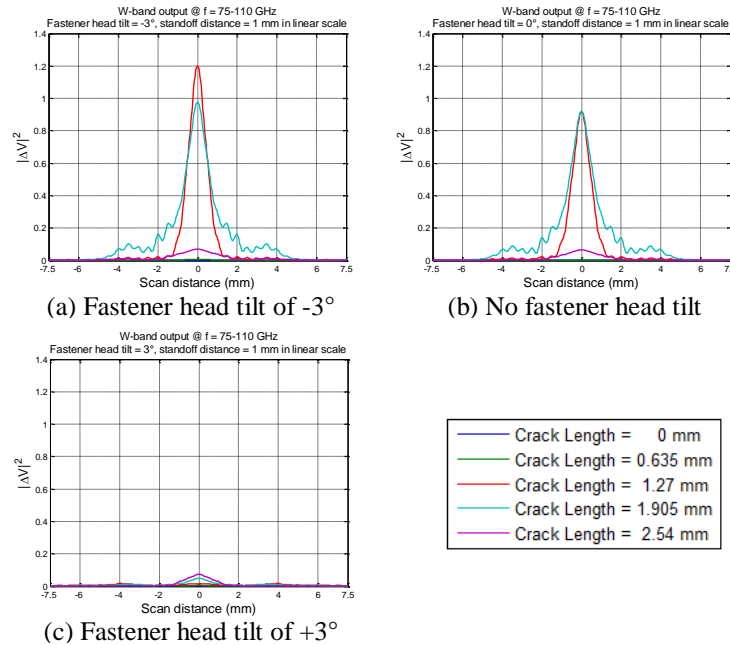 W-band output @ f = 75-110 GHz
Fastener head tilt = -3°, standoff distance = 1 mm in linear scale
1.4
1.2
1
0.8
0.6
0.4
0.2
0
|ΔV|²
-7.5 -6 -4 -2 0 2 4 6 7.5
Scan distance (mm)
(a) Fastener head tilt of -3°
W-band output @ f = 75-110 GHz
Fastener head tilt = 0°, standoff distance = 1 mm in linear scale
1.4
1.2
1
0.8
0.6
0.4
0.2
0
|ΔV|²
-7.5 -6 -4 -2 0 2 4 6 7.5
Scan distance (mm)
(b) No fastener head tilt
W-band output @ f = 75-110 GHz
Fastener head tilt = 3°, standoff distance = 1 mm in linear scale
1.4
1.2
1
0.8
0.6
0.4
0.2
0
|ΔV|²
-7.5 -6 -4 -2 0 2 4 6 7.5
Scan distance (mm)
(c) Fastener head tilt of +3°
Crack Length = 0 mm
Crack Length = 0.635 mm
Crack Length = 1.27 mm
Crack Length = 1.905 mm
Crack Length = 2.54 mm